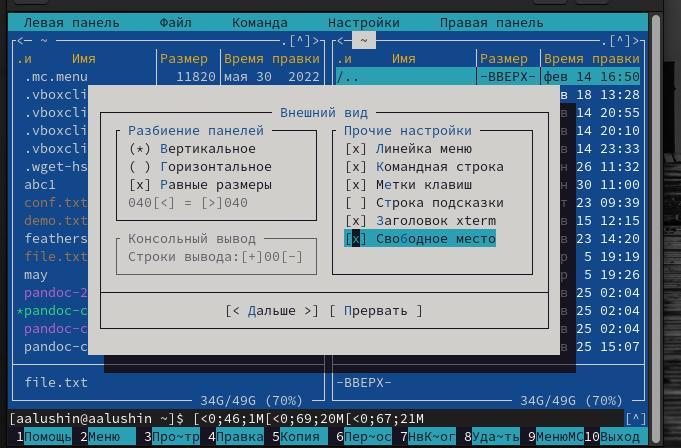 Левая панель Файл Команда Настройки Правая панель
<─ ~ .[^]> <─ ~ .[^]>
.и Имя Размер Время правки .и Имя Размер Время правки
.mc.menu 11820 мая 30 2022 /.. -ВВЕРХ- фев 14 16:50
.vboxcli в 18 13:28
.vboxcli в 14 20:55
.vboxcli в 14 20:10
.vboxcli в 14 23:33
.wget-hs н 26 11:32
abc1 н 30 11:00
conf.txt т 23 09:39
demo.txt в 15 12:15
feathers в 23 14:20
file.txt р 5 19:19
may р 5 19:26
pandoc-2 в 25 02:04
*pandoc-c в 25 02:04
pandoc-c в 25 02:04
pandoc-c в 25 15:07
Внешний вид
Разбиение панелей Прочие настройки
(*) Вертикальное [x] Линейка меню
( ) Горизонтальное [x] Командная строка
[x] Равные размеры [x] Метки клавиш
040[<] = [>]040 [ ] Строка подсказки
[x] Заголовок xterm
Консольный вывод [x] Свободное место
Строки вывода:[+]00[-]
[< Дальше >] [ Прервать ]
file.txt -ВВЕРХ-
34G/49G (70%) 34G/49G (70%)
[aalushin@aalushin ~]$ [<0;46;1M[<0;69;20M[<0;67;21M [^]
1Помощь 2Меню 3Про~тр 4Правка 5Копия 6Пер~ос 7НвК~ог 8Уда~ть 9МенюМС 10Выход